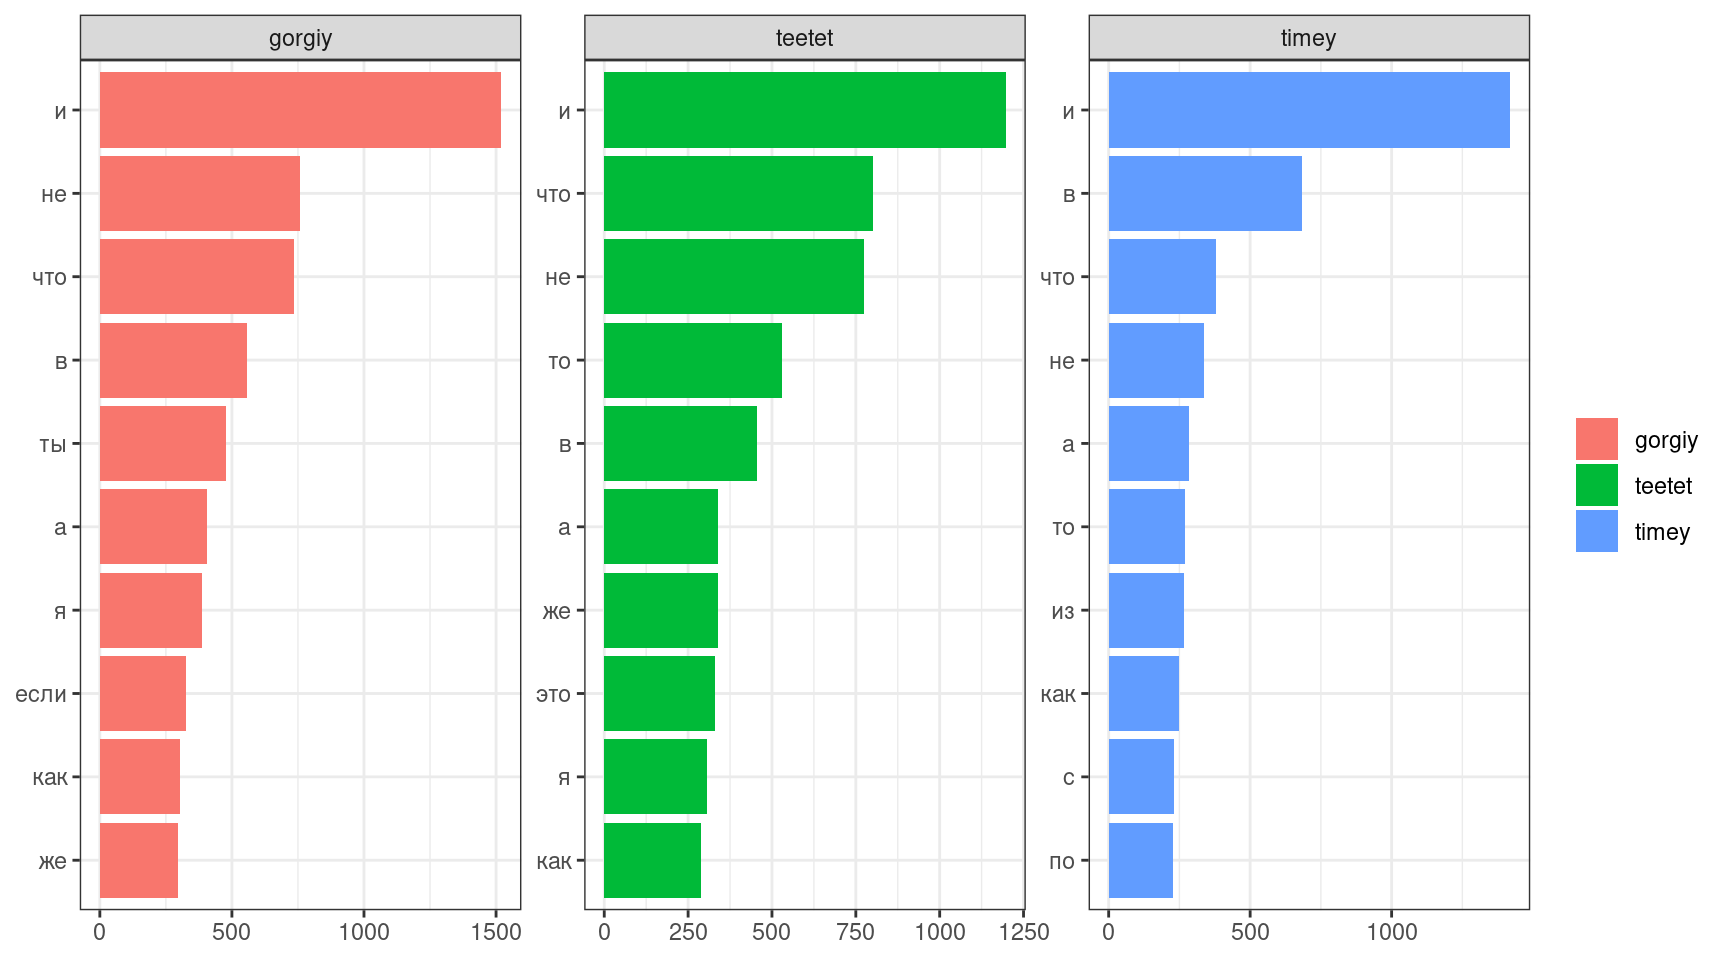 gorgiy
и
не
что
в
ты
а
я
если
как
же
0 500 1000 1500
teetet
и
что
не
то
в
а
же
это
я
как
0 250 500 750 1000 1250
timey
и
в
что
не
а
то
из
как
с
по
0 500 1000
gorgiy
teetet
timey